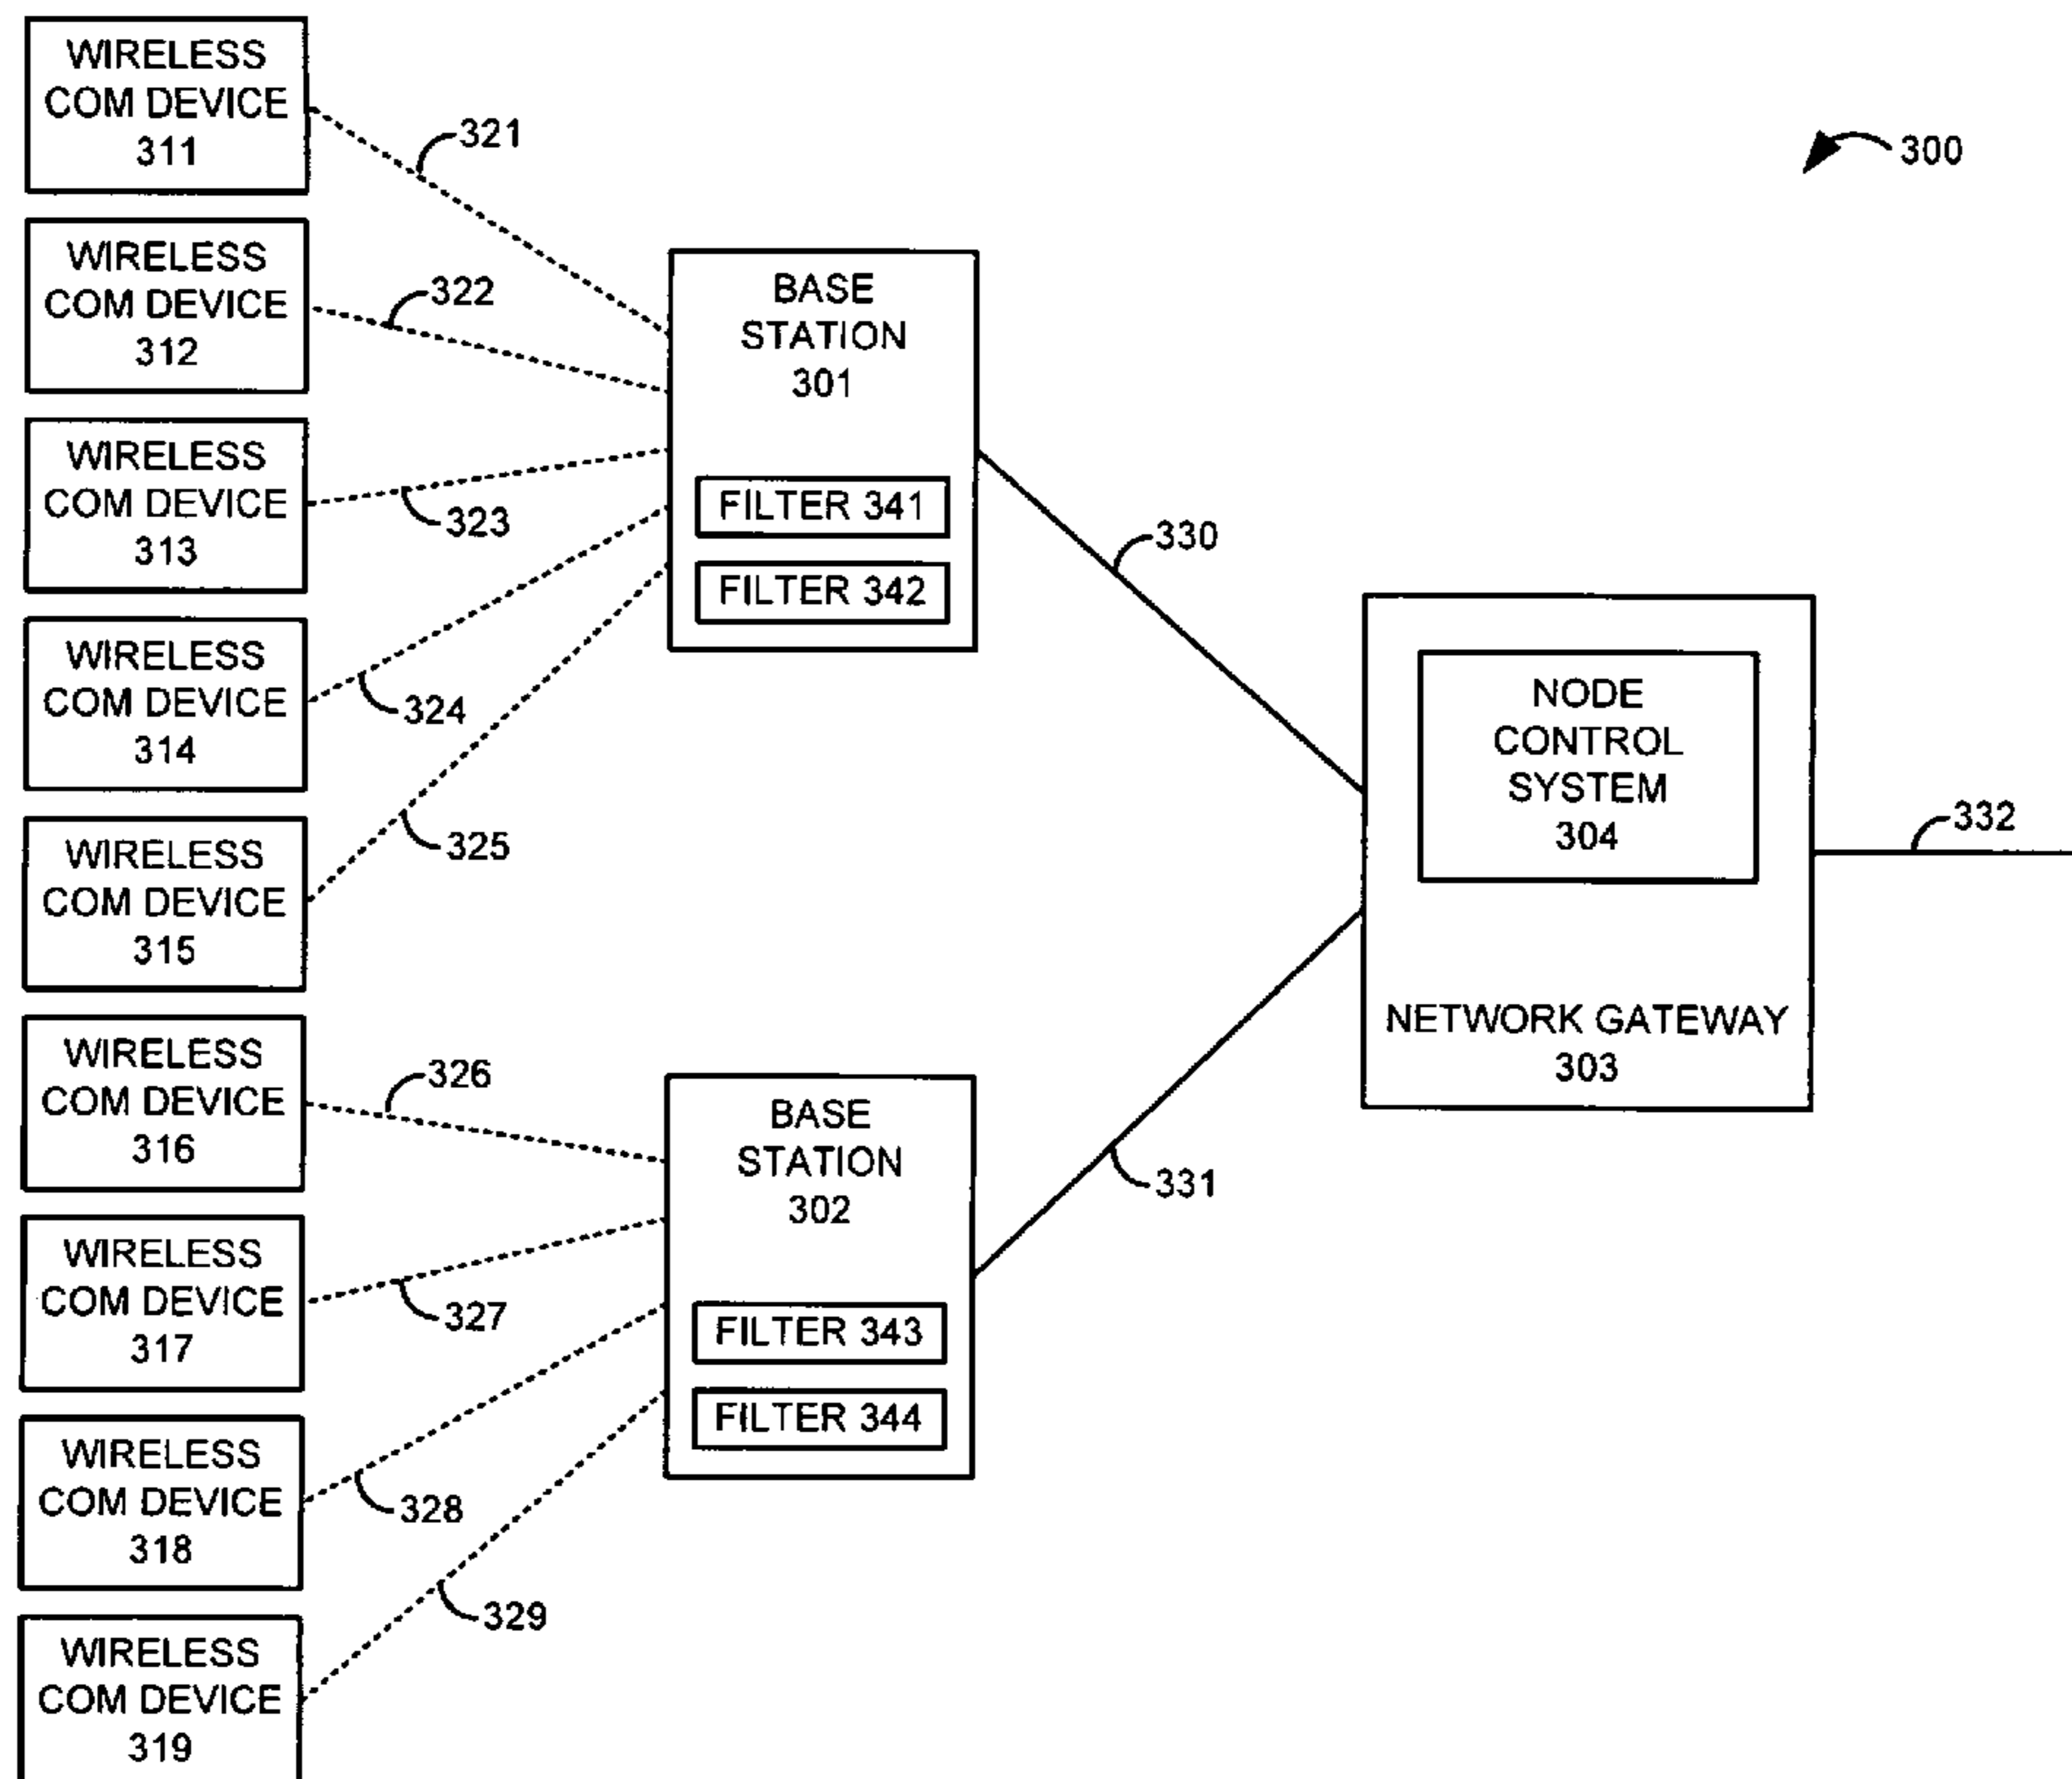 WIRELESS
COM DEVICE
311
321
300
WIRELESS
COM DEVICE
312
322
BASE
STATION
301
WIRELESS
COM DEVICE
313
323
FILTER 341
FILTER 342
330
WIRELESS
COM DEVICE
314
324
NODE
CONTROL
SYSTEM
304
332
WIRELESS
COM DEVICE
315
325
NETWORK GATEWAY
303
WIRELESS
COM DEVICE
316
326
BASE
STATION
302
331
WIRELESS
COM DEVICE
317
327
FILTER 343
FILTER 344
WIRELESS
COM DEVICE
318
328
WIRELESS
COM DEVICE
319
329